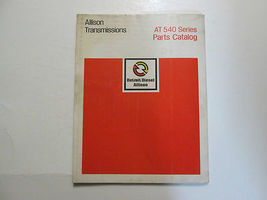 Allison
Transmissions
AT 540 Series
Parts Catalog
Detroit Diesel
Allison